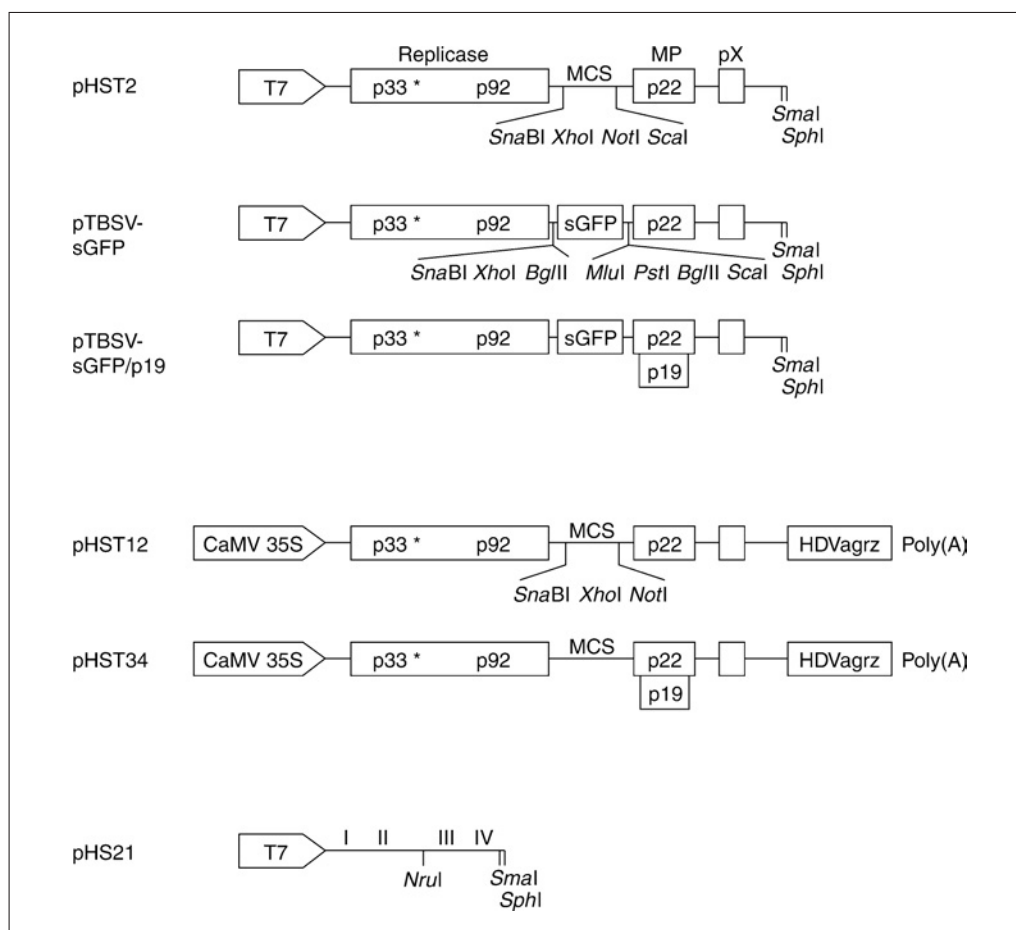 Replicase MP pX
pHST2 T7 p33 * p92 MCS p22
SnaBI XhoI NotI ScaI SmaI
SphI
pTBSV-
sGFP T7 p33 * p92 sGFP p22
SnaBI XhoI BglII MluI PstI BglII ScaI SmaI
SphI
pTBSV-
sGFP/p19 T7 p33 * p92 sGFP p22
p19 SmaI
SphI
pHST12 CaMV 35S p33 * p92 MCS p22 HDVagrz Poly(A)
SnaBI XhoI NotI
pHST34 CaMV 35S p33 * p92 MCS p22 HDVagrz Poly(A)
p19
I II III IV
pHS21 T7
NruI SmaI
SphI